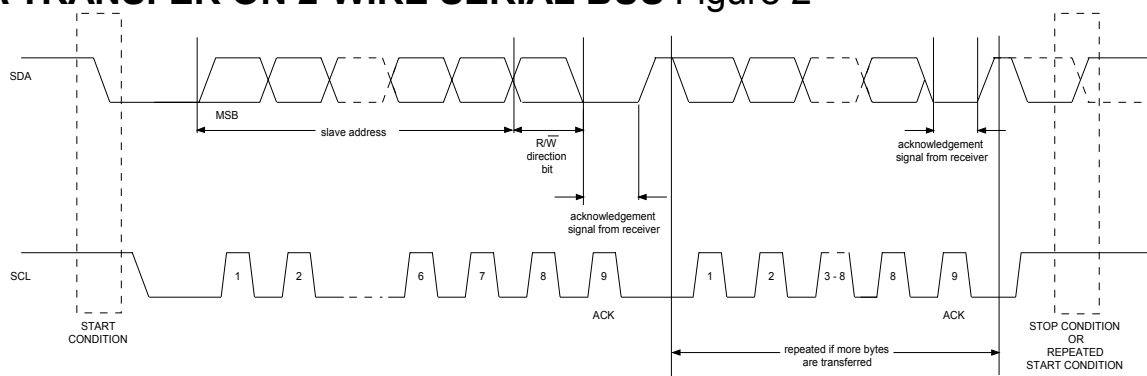 TRANSFER ON 2-WIRE SERIAL BUS Figure 2
SDA
MSB
slave address
R/W
direction
bit
acknowledgement
signal from receiver
acknowledgement
signal from receiver
SCL
1
2
6
7
8
9
1
2
3 - 8
8
9
ACK
ACK
START
CONDITION
STOP CONDITION
OR
REPEATED
START CONDITION
repeated if more bytes
are transferred